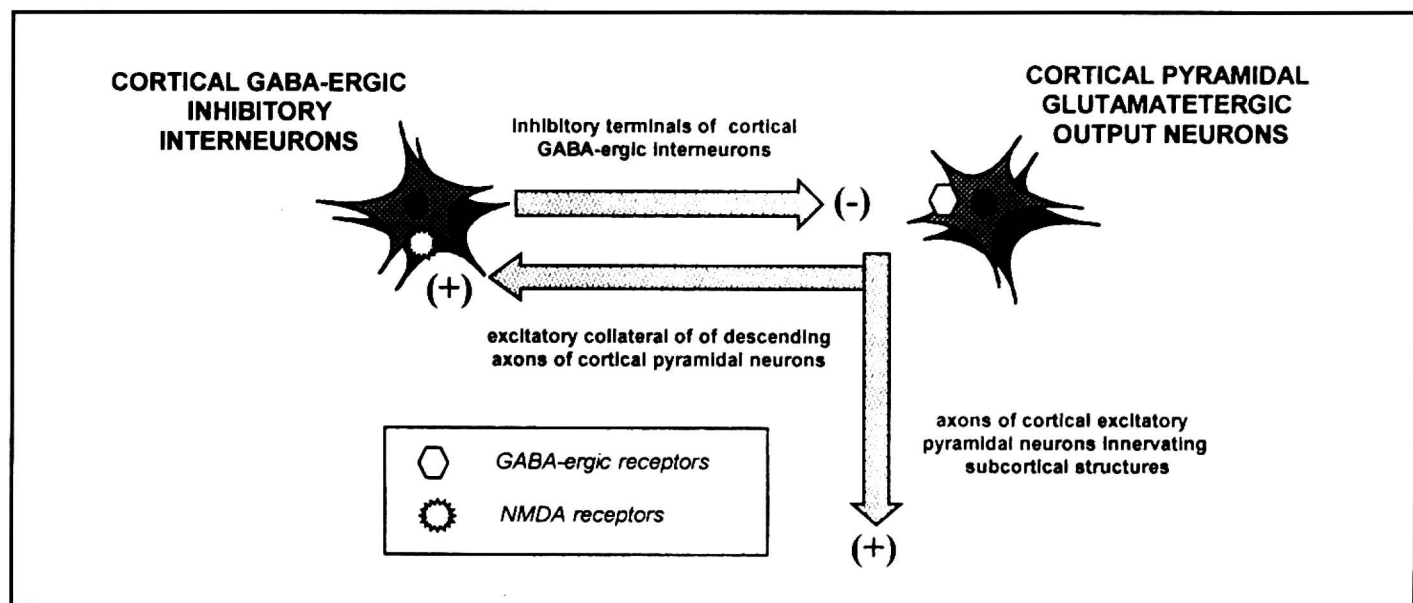 CORTICAL GABA-ERGIC
INHIBITORY
INTERNEURONS
inhibitory terminals of cortical
GABA-ergic interneurons
CORTICAL PYRAMIDAL
GLUTAMATETERGIC
OUTPUT NEURONS
(-)
(+)
excitatory collateral of of descending
axons of cortical pyramidal neurons
axons of cortical excitatory
pyramidal neurons innervating
subcortical structures
(+)
GABA-ergic receptors
NMDA receptors